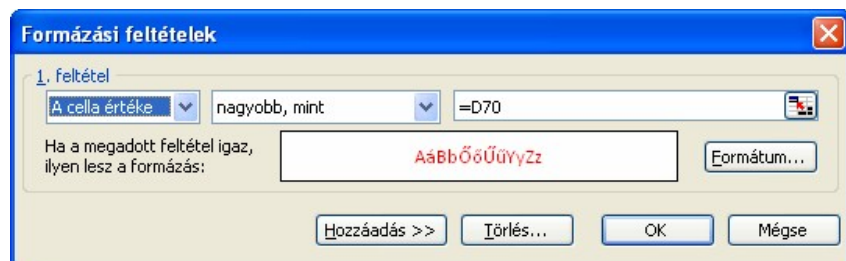 Formázási feltételek
1. feltétel
A cella értéke nagyobb, mint =D70
Ha a megadott feltétel igaz,
ilyen lesz a formázás:
AáBbŐőŰűYyZz
Formátum...
Hozzáadás >> Törlés... OK Mégse